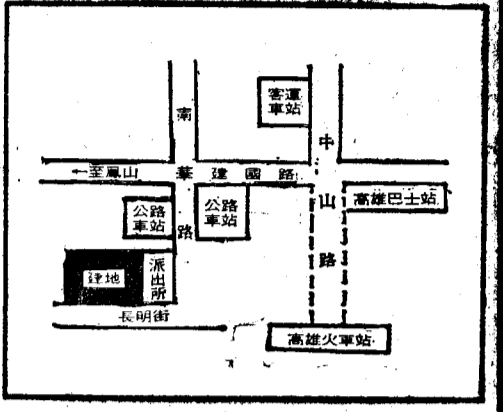 客運
車站
中山路
南華路
←至鳳山
建國路
高雄巴士站
公路
車站
公路
車站
派出所
建地
長明街
高雄火車站